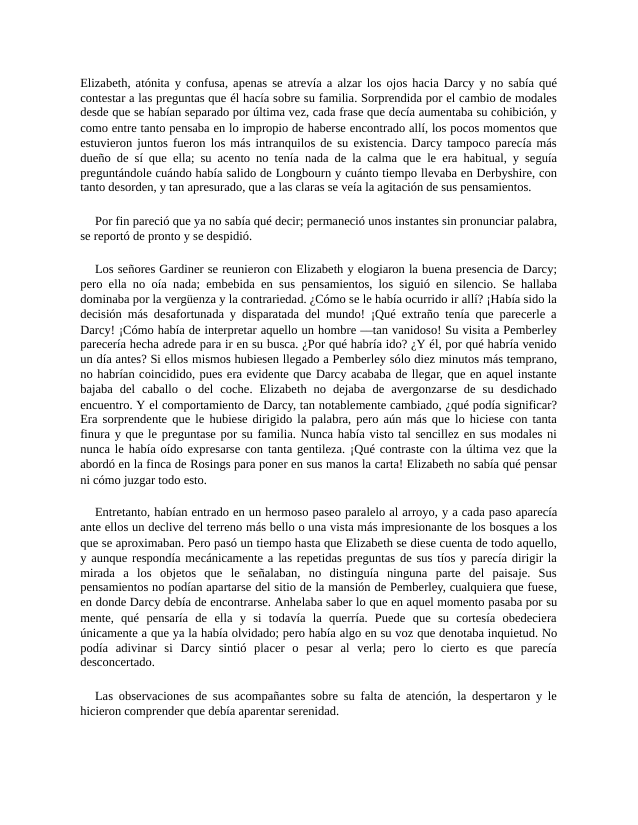 Elizabeth, atónita y confusa, apenas se atrevía a alzar los ojos hacia Darcy y no sabía qué
contestar a las preguntas que él hacía sobre su familia. Sorprendida por el cambio de modales
desde que se habían separado por última vez, cada frase que decía aumentaba su cohibición, y
como entre tanto pensaba en lo impropio de haberse encontrado allí, los pocos momentos que
estuvieron juntos fueron los más intranquilos de su existencia. Darcy tampoco parecía más
dueño de sí que ella; su acento no tenía nada de la calma que le era habitual, y seguía
preguntándole cuándo había salido de Longbourn y cuánto tiempo llevaba en Derbyshire, con
tanto desorden, y tan apresurado, que a las claras se veía la agitación de sus pensamientos.
Por fin pareció que ya no sabía qué decir; permaneció unos instantes sin pronunciar palabra,
se reportó de pronto y se despidió.
Los señores Gardiner se reunieron con Elizabeth y elogiaron la buena presencia de Darcy;
pero ella no oía nada; embebida en sus pensamientos, los siguió en silencio. Se hallaba
dominaba por la vergüenza y la contrariedad. ¿Cómo se le había ocurrido ir allí? ¡Había sido la
decisión más desafortunada y disparatada del mundo! ¡Qué extraño tenía que parecerle a
Darcy! ¡Cómo había de interpretar aquello un hombre —tan vanidoso! Su visita a Pemberley
parecería hecha adrede para ir en su busca. ¿Por qué habría ido? ¿Y él, por qué habría venido
un día antes? Si ellos mismos hubiesen llegado a Pemberley sólo diez minutos más temprano,
no habrían coincidido, pues era evidente que Darcy acababa de llegar, que en aquel instante
bajaba del caballo o del coche. Elizabeth no dejaba de avergonzarse de su desdichado
encuentro. Y el comportamiento de Darcy, tan notablemente cambiado, ¿qué podía significar?
Era sorprendente que le hubiese dirigido la palabra, pero aún más que lo hiciese con tanta
finura y que le preguntase por su familia. Nunca había visto tal sencillez en sus modales ni
nunca le había oído expresarse con tanta gentileza. ¡Qué contraste con la última vez que la
abordó en la finca de Rosings para poner en sus manos la carta! Elizabeth no sabía qué pensar
ni cómo juzgar todo esto.
Entretanto, habían entrado en un hermoso paseo paralelo al arroyo, y a cada paso aparecía
ante ellos un declive del terreno más bello o una vista más impresionante de los bosques a los
que se aproximaban. Pero pasó un tiempo hasta que Elizabeth se diese cuenta de todo aquello,
y aunque respondía mecánicamente a las repetidas preguntas de sus tíos y parecía dirigir la
mirada a los objetos que le señalaban, no distinguía ninguna parte del paisaje. Sus
pensamientos no podían apartarse del sitio de la mansión de Pemberley, cualquiera que fuese,
en donde Darcy debía de encontrarse. Anhelaba saber lo que en aquel momento pasaba por su
mente, qué pensaría de ella y si todavía la querría. Puede que su cortesía obedeciera
únicamente a que ya la había olvidado; pero había algo en su voz que denotaba inquietud. No
podía adivinar si Darcy sintió placer o pesar al verla; pero lo cierto es que parecía
desconcertado.
Las observaciones de sus acompañantes sobre su falta de atención, la despertaron y le
hicieron comprender que debía aparentar serenidad.